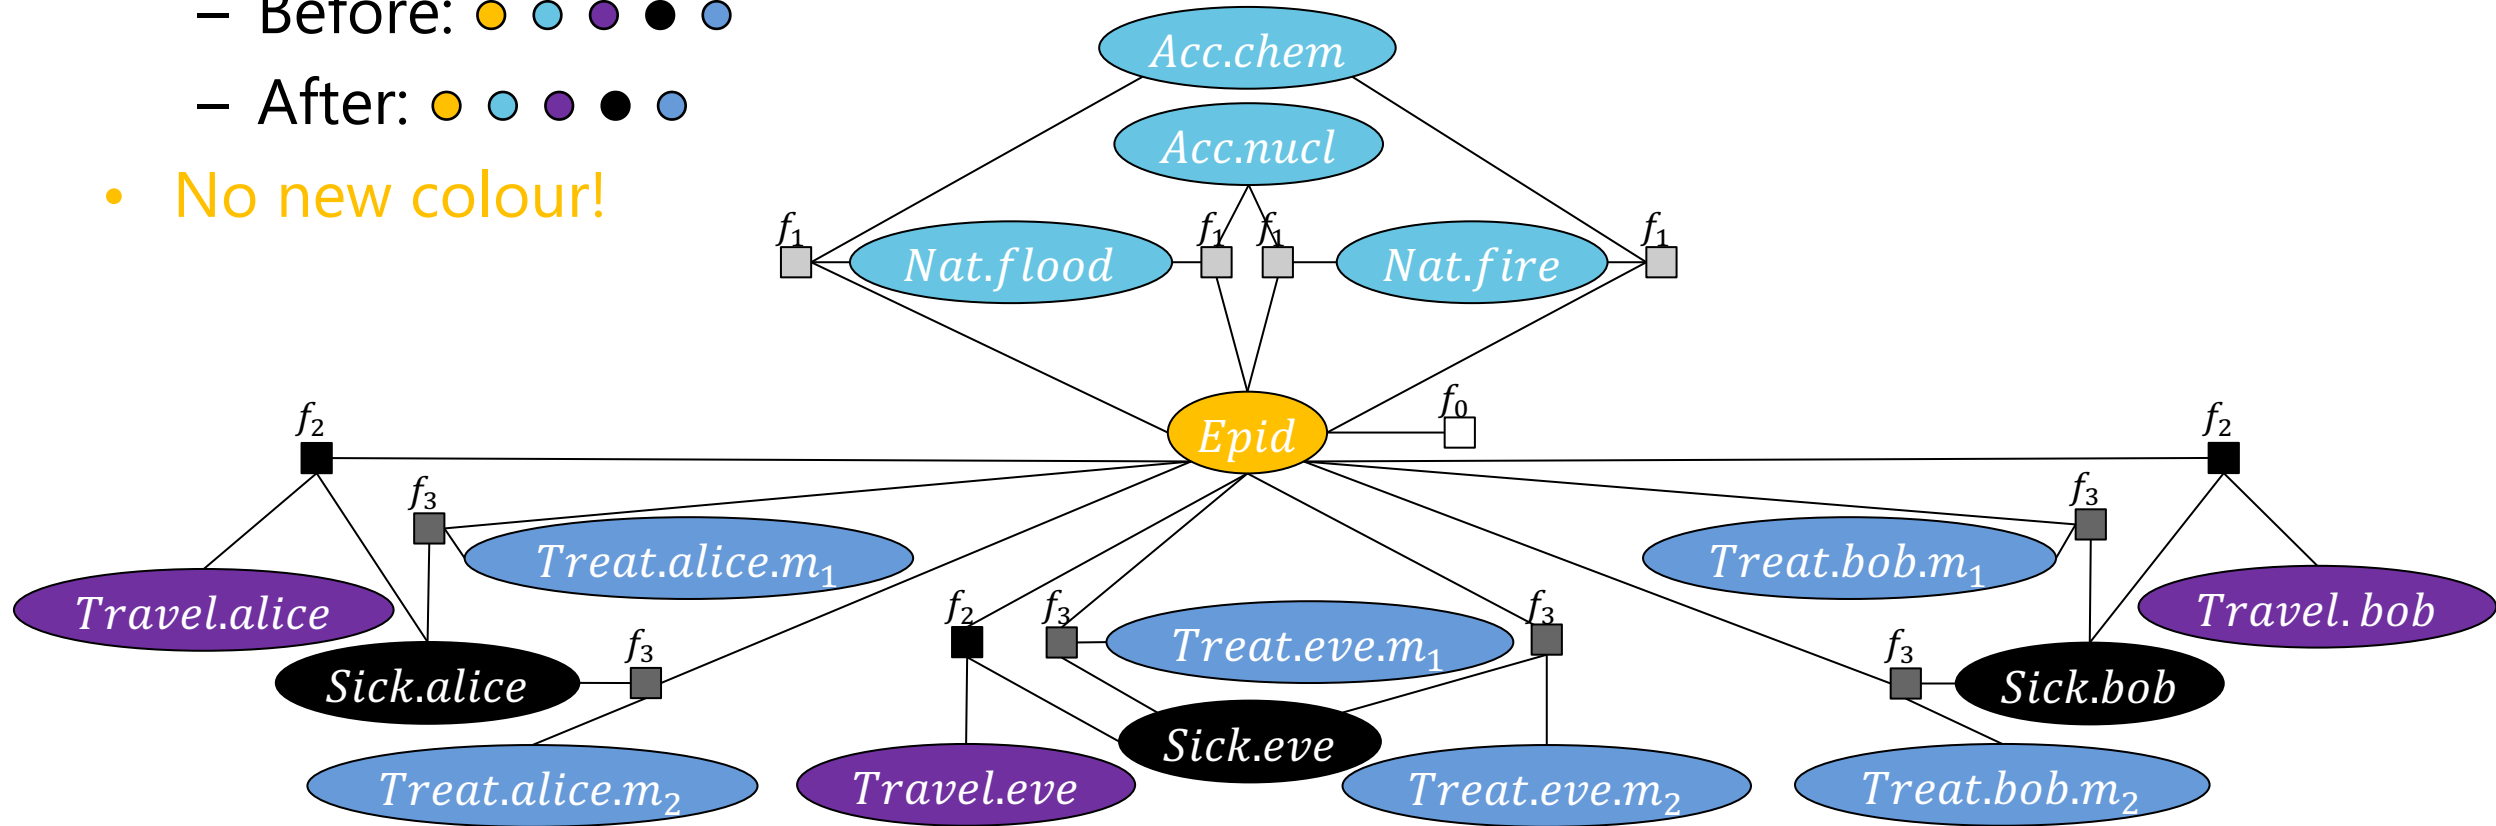 – Before:
– After:
• No new colour!
Acc.chem
Acc.nucl
f₁ f₁ f₁ f₁
Nat.flood Nat.fire
f₀
Epid
f₂ f₂
f₃ f₃
Treat.alice.m₁ Treat.bob.m₁
Travel.alice Travel. bob
f₂ f₃ f₃
Treat.eve.m₁
f₃ f₃
Sick.alice Sick.bob
Sick.eve
Treat.alice.m₂ Travel.eve Treat.eve.m₂ Treat.bob.m₂